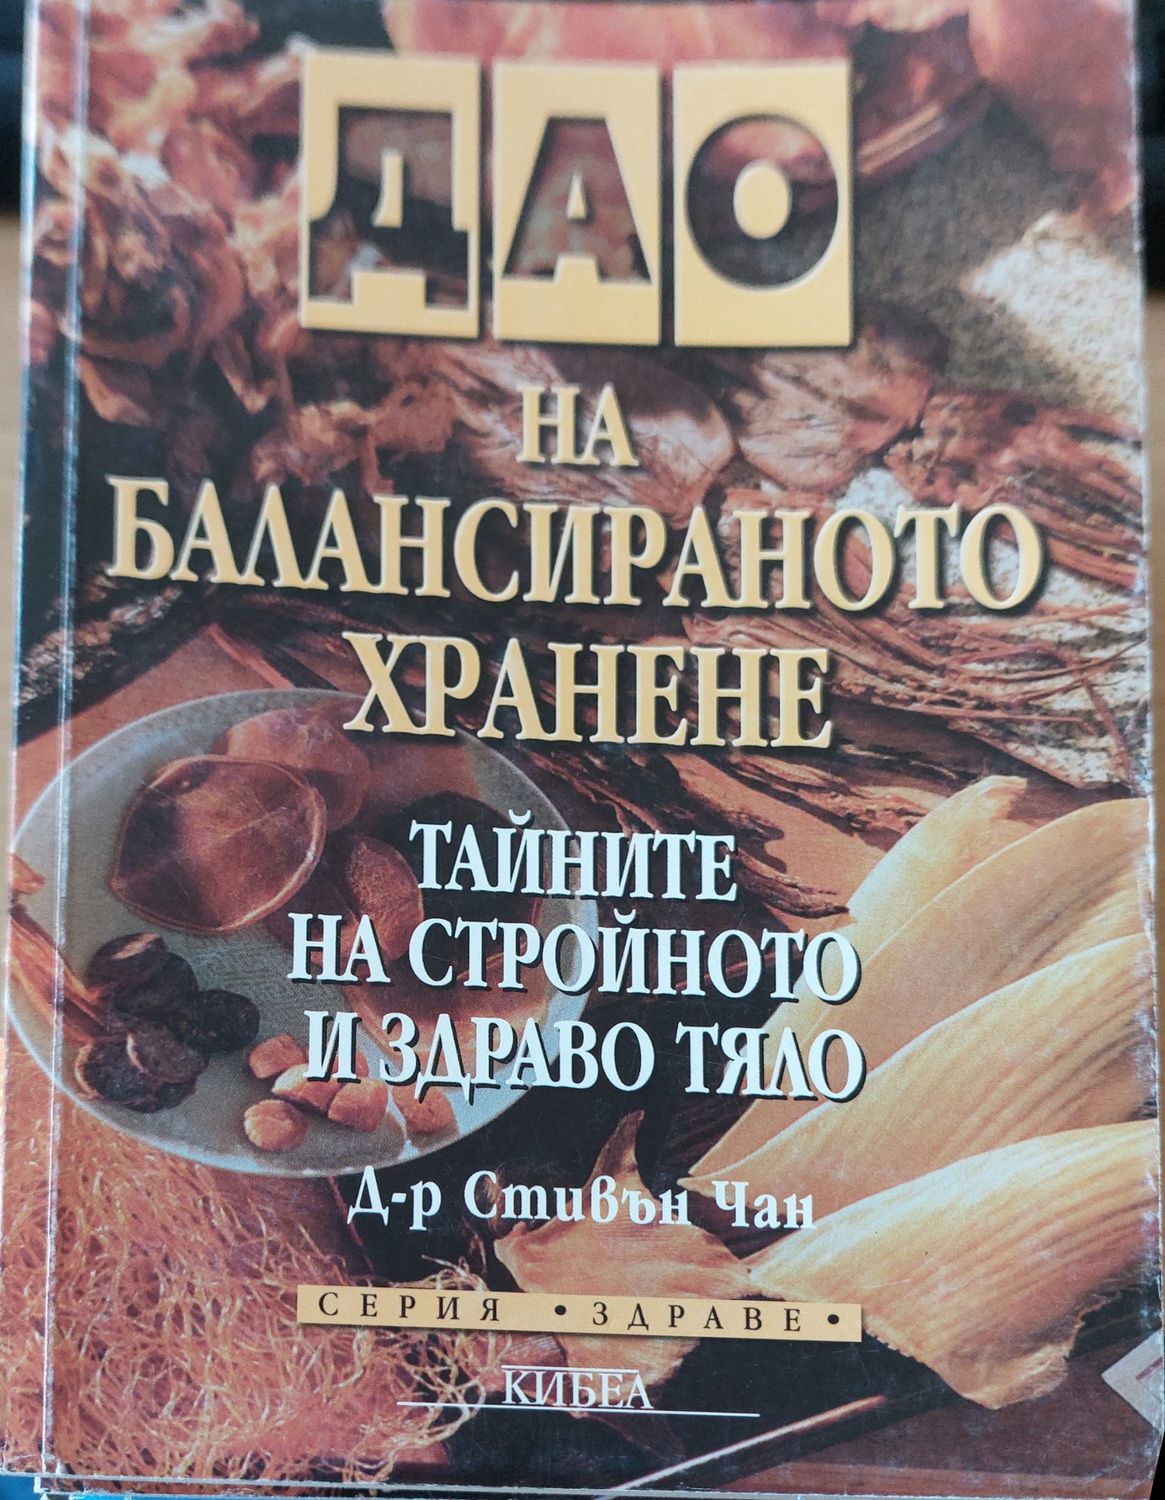 ДАО
НА
БАЛАНСИРАНОТО
ХРАНЕНЕ
ТАЙНИТЕ
НА СТРОЙНОТО
И ЗДРАВО ТЯЛО
Д-р Стивън Чан
СЕРИЯ • ЗДРАВЕ •
КИБЕА